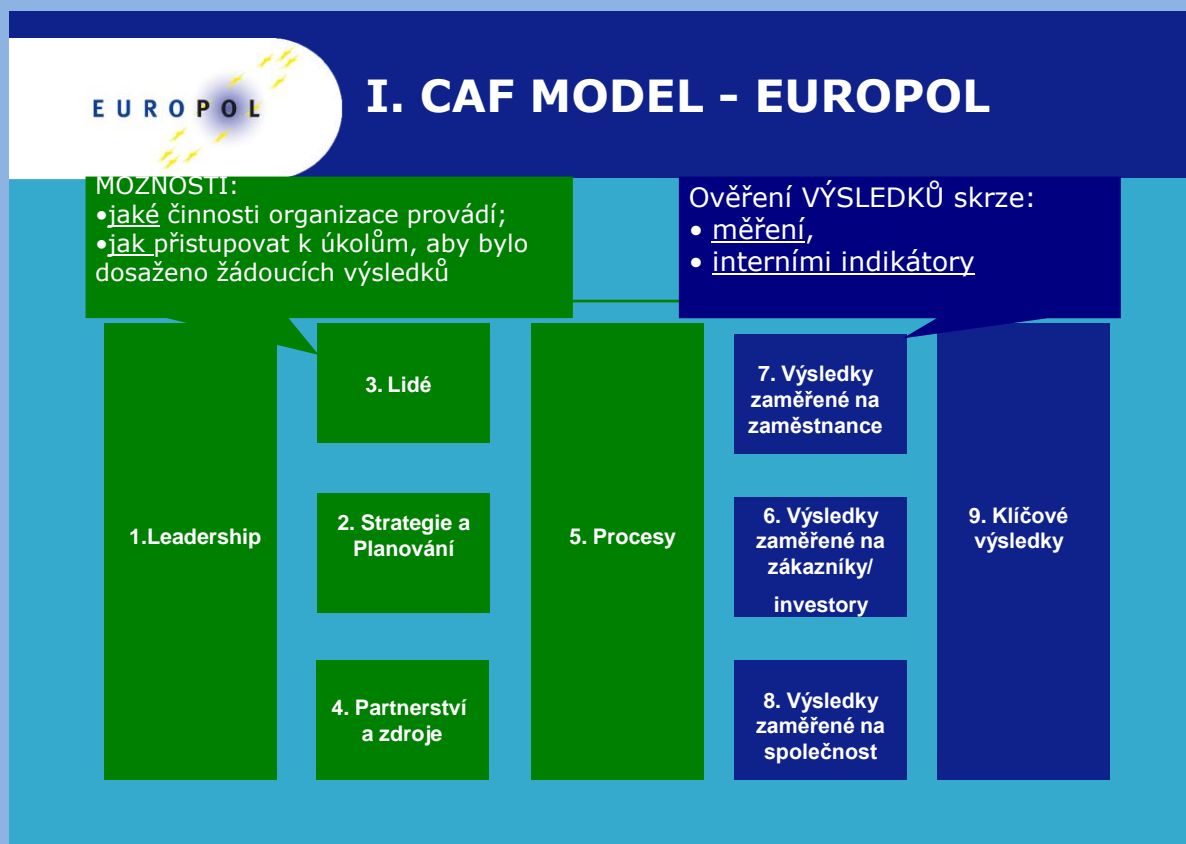 EUROPOL
I. CAF MODEL - EUROPOL
MOŽNOSTI:
•jaké činnosti organizace provádí;
•jak přistupovat k úkolům, aby bylo
dosaženo žádoucích výsledků
Ověření VÝSLEDKŮ skrze:
• měření,
• interními indikátory
1.Leadership
3. Lidé
2. Strategie a
Planování
4. Partnerství
a zdroje
5. Procesy
7. Výsledky
zaměřené na
zaměstnance
6. Výsledky
zaměřené na
zákazníky/
investory
8. Výsledky
zaměřené na
společnost
9. Klíčové
výsledky